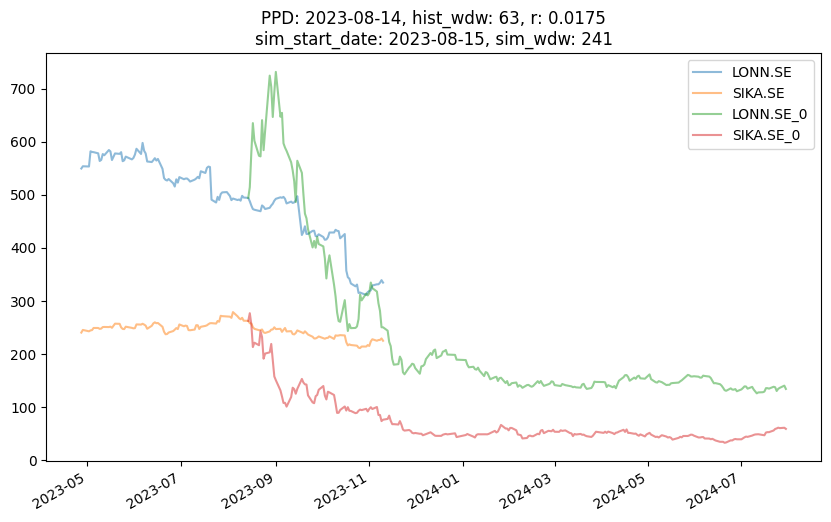 PPD: 2023-08-14, hist_wdw: 63, r: 0.0175
sim_start_date: 2023-08-15, sim_wdw: 241
LONN.SE
SIKA.SE
LONN.SE_0
SIKA.SE_0
700
600
500
400
300
200
100
0
2023-05
2023-07
2023-09
2023-11
2024-01
2024-03
2024-05
2024-07